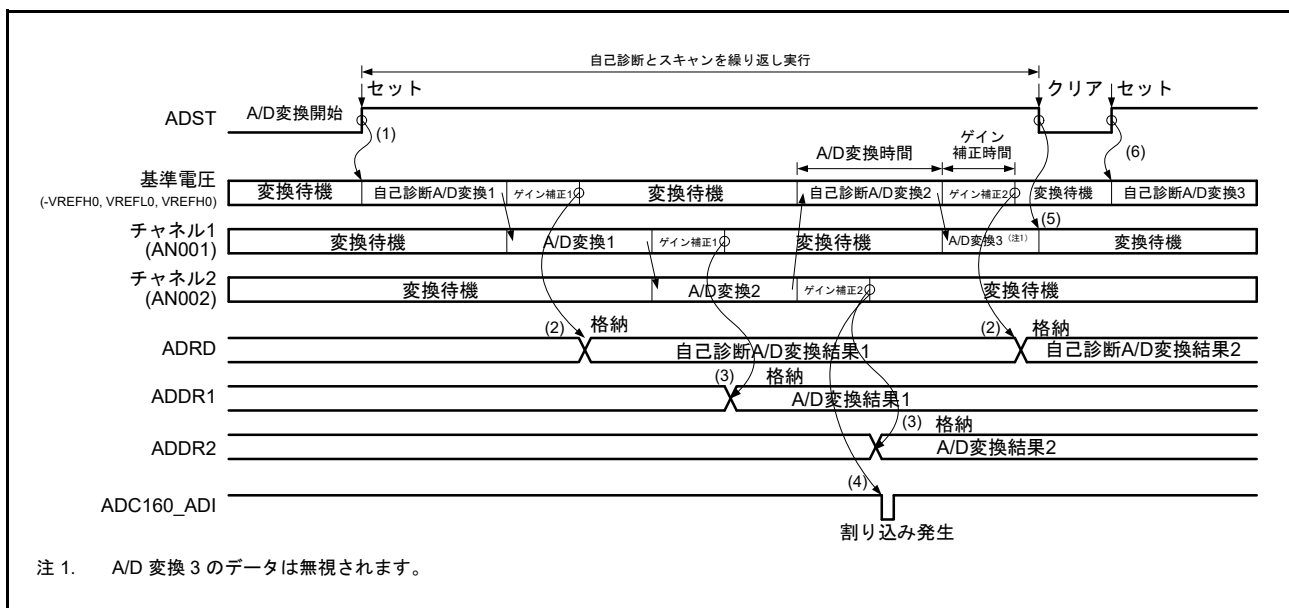 自己診断とスキャンを繰り返し実行
セット
クリア
セット
ADST
A/D変換開始
(1)
A/D変換時間
ゲイン
補正時間
(6)
基準電圧
(-VREFH0, VREFL0, VREFH0)
変換待機
自己診断A/D変換1
ゲイン補正1
変換待機
自己診断A/D変換2
ゲイン補正2
変換待機
自己診断A/D変換3
(5)
チャネル1
(AN001)
変換待機
A/D変換1
ゲイン補正1
変換待機
A/D変換3 (注1)
変換待機
チャネル2
(AN002)
変換待機
A/D変換2
ゲイン補正2
変換待機
ADRD
(2)
格納
自己診断A/D変換結果1
(2)
格納
自己診断A/D変換結果2
ADDR1
(3)
格納
A/D変換結果1
ADDR2
(3)
格納
A/D変換結果2
ADC160_ADI
(4)
割り込み発生
注 1. A/D 変換 3 のデータは無視されます。